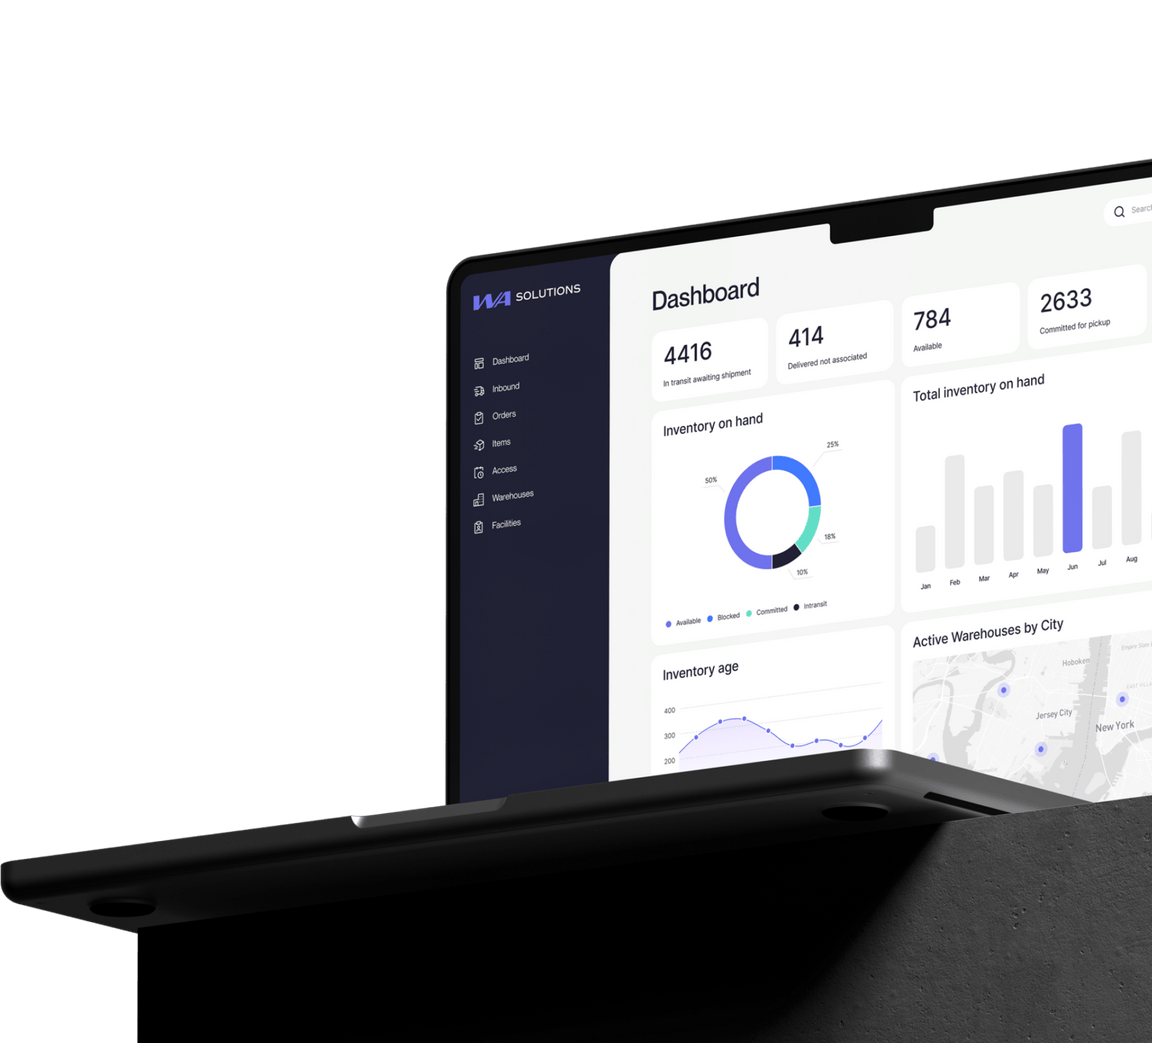 WA SOLUTIONS
Dashboard
Inbound
Orders
Items
Access
Warehouses
Facilities
Search
Dashboard
4416
In transit awaiting shipment
414
Delivered not associated
784
Available
2633
Committed for pickup
Inventory on hand
25%
50%
18%
10%
Available
Blocked
Committed
Intransit
Total inventory on hand
Jan
Feb
Mar
Apr
May
Jun
Jul
Aug
Inventory age
400
300
200
Active Warehouses by City
Hoboken
Jersey City
New York